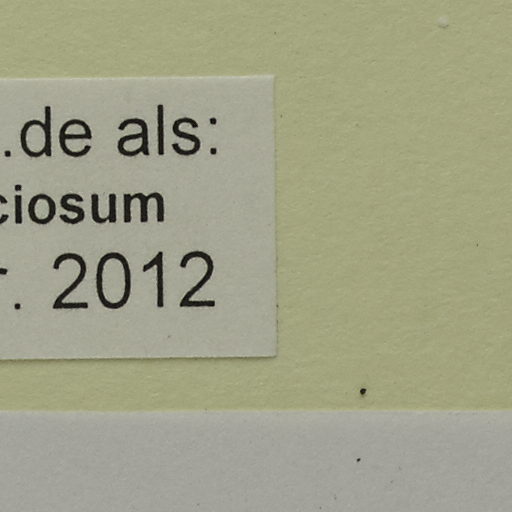 .de als:
ciosum
r. 2012